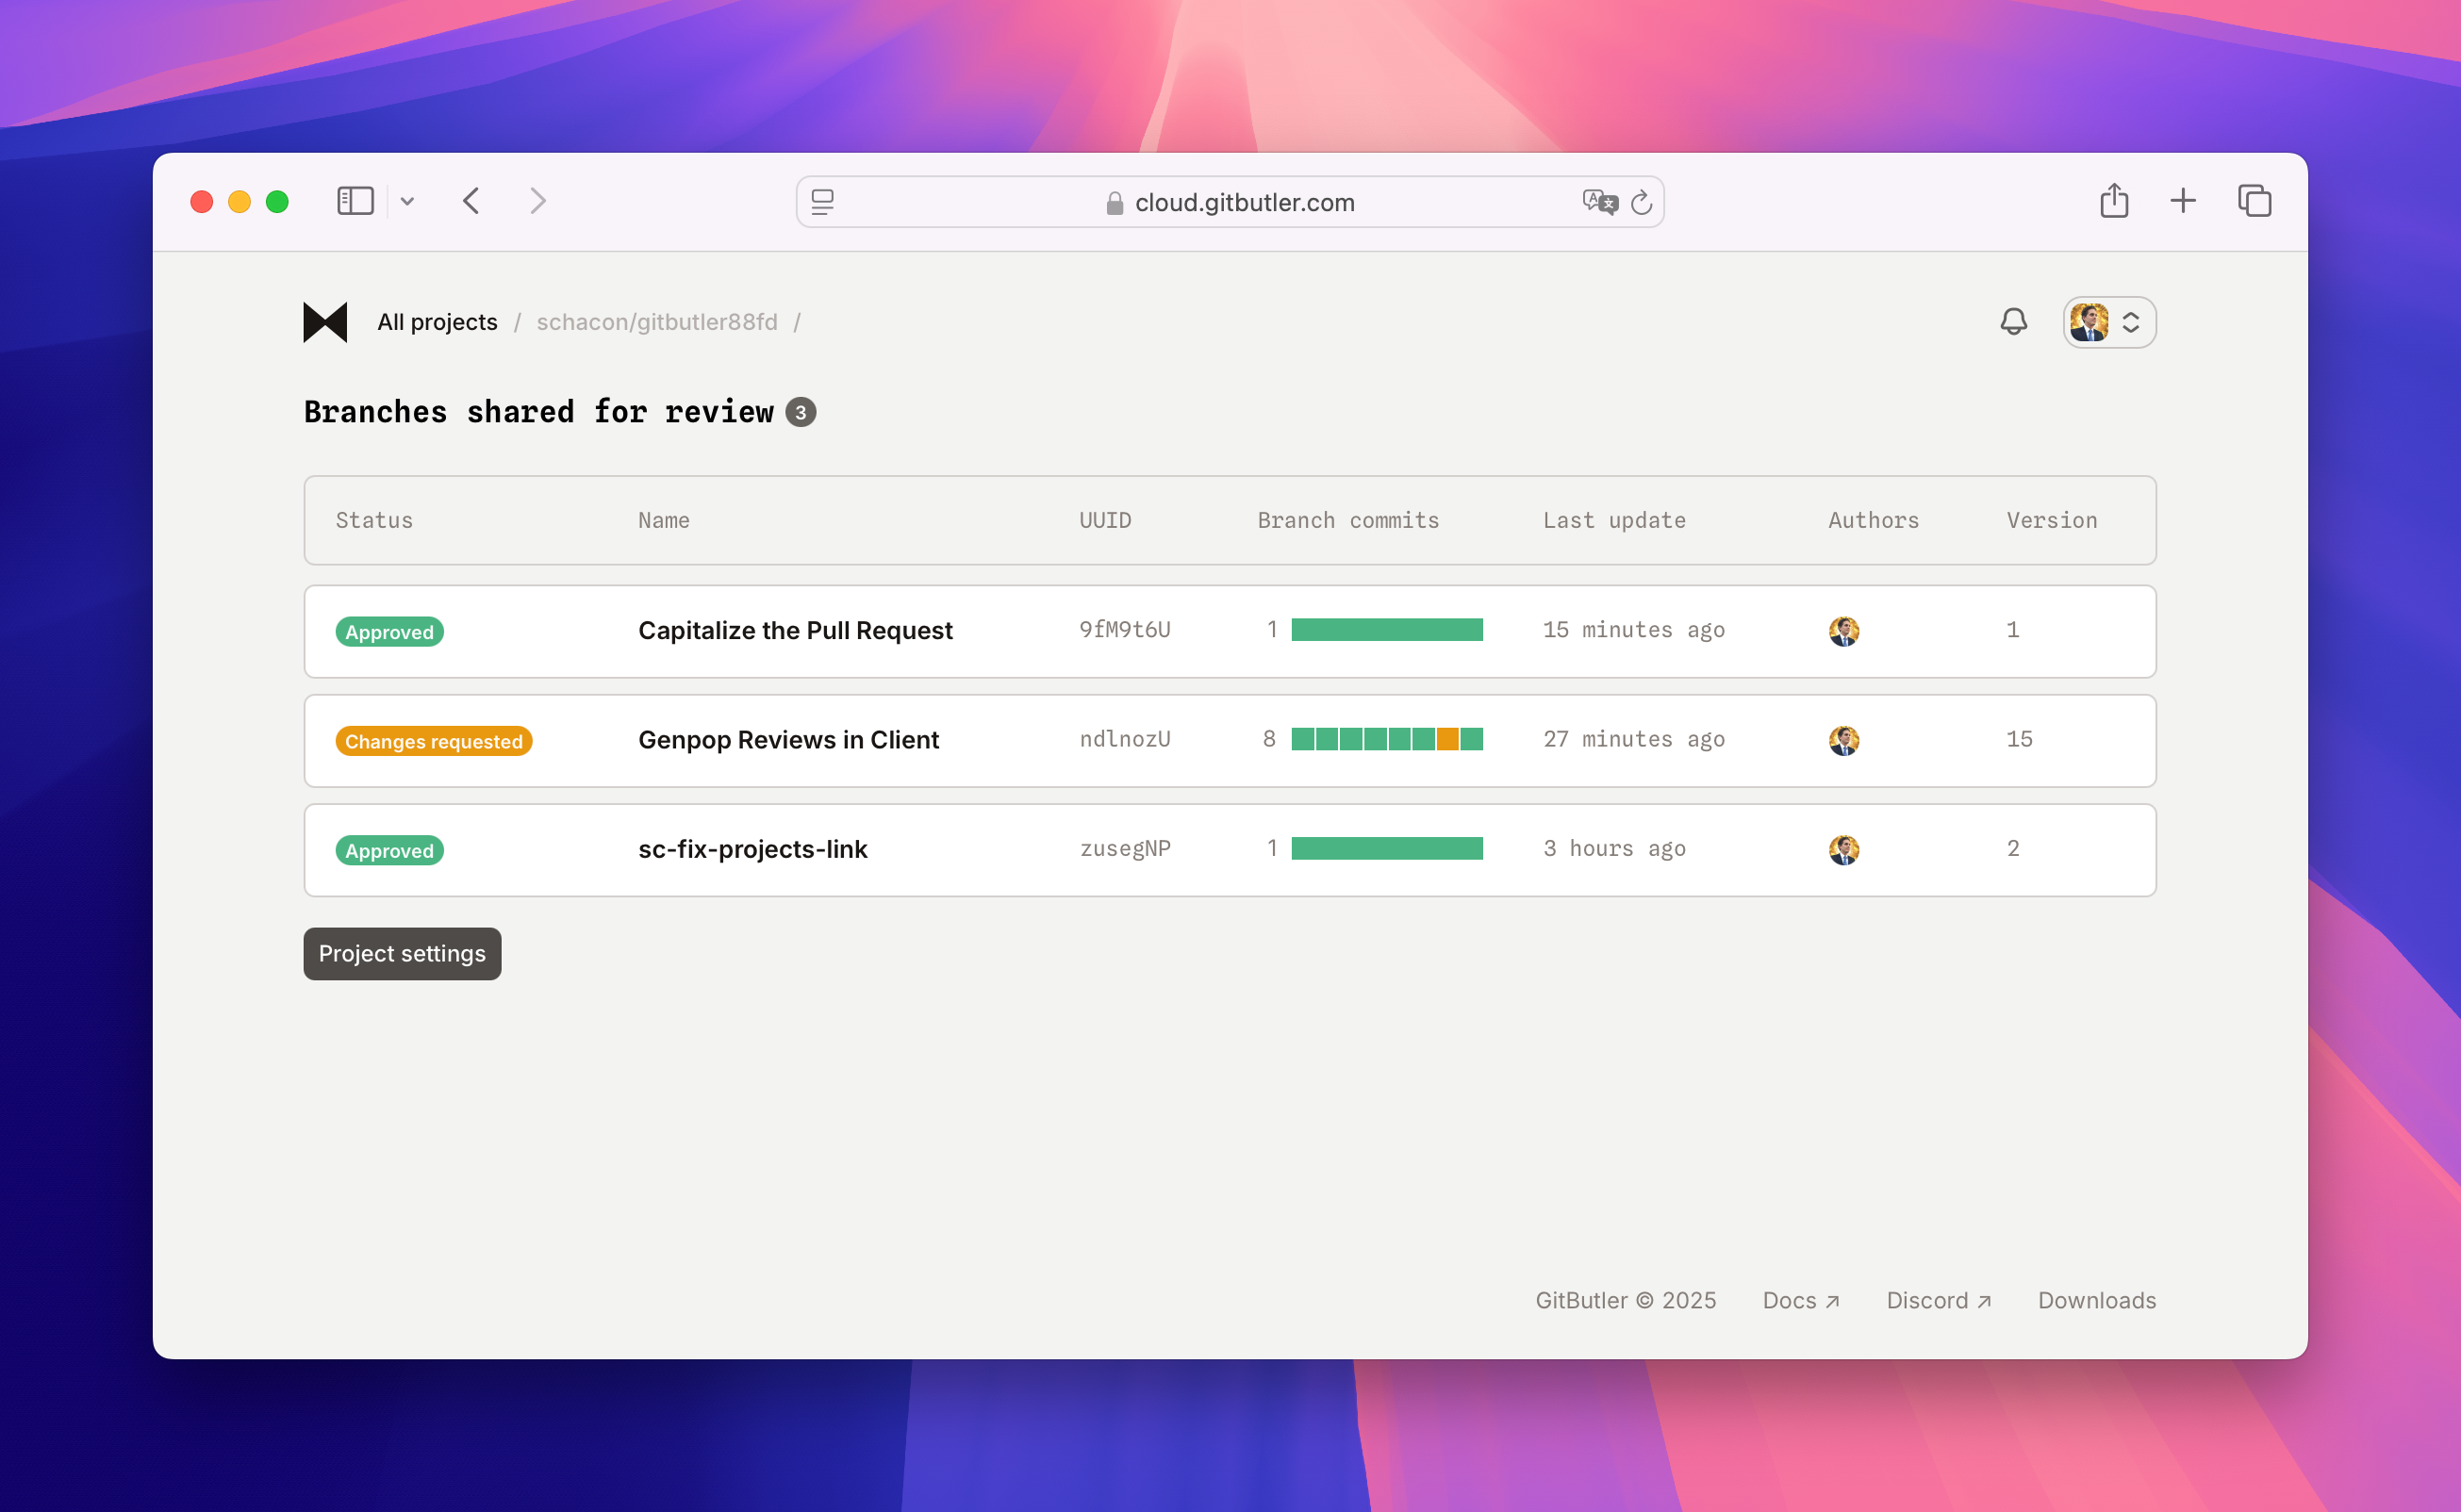 cloud.gitbutler.com
All projects / schacon/gitbutler88fd /
Branches shared for review 3
Status Name UUID Branch commits Last update Authors Version
Approved Capitalize the Pull Request 9fM9t6U 1 15 minutes ago 1
Changes requested Genpop Reviews in Client ndlnozU 8 27 minutes ago 15
Approved sc-fix-projects-link zusegNP 1 3 hours ago 2
Project settings
GitButler © 2025 Docs ↗ Discord ↗ Downloads